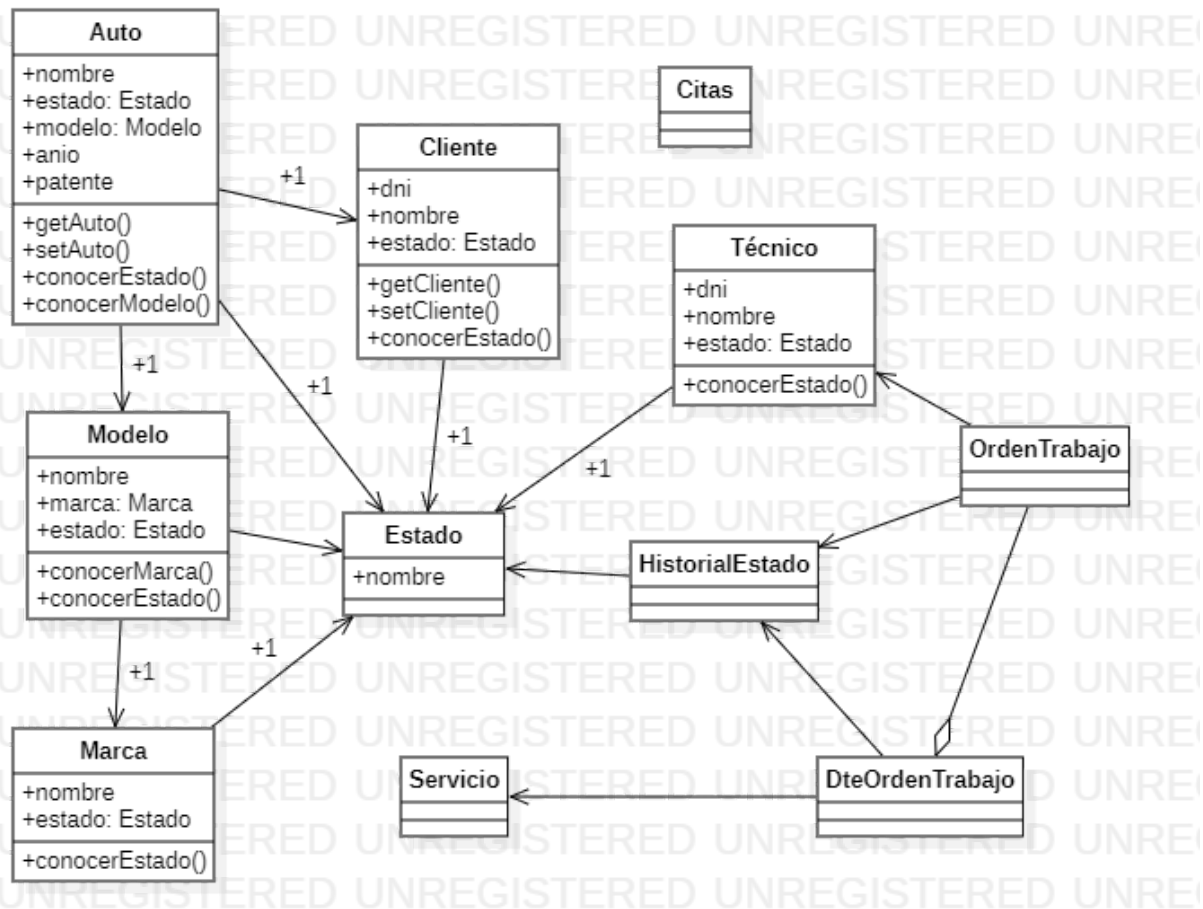 Auto
+nombre
+estado: Estado
+modelo: Modelo
+anio
+patente
+getAuto()
+setAuto()
+conocerEstado()
+conocerModelo()
+1
Cliente
+dni
+nombre
+estado: Estado
+getCliente()
+setCliente()
+conocerEstado()
Citas
Técnico
+dni
+nombre
+estado: Estado
+conocerEstado()
+1
+1
+1
+1
OrdenTrabajo
Modelo
+nombre
+marca: Marca
+estado: Estado
+conocerMarca()
+conocerEstado()
Estado
+nombre
HistorialEstado
+1
+1
Marca
+nombre
+estado: Estado
+conocerEstado()
Servicio
DteOrdenTrabajo
UNREGISTERED UNREGISTERED UNREGISTERED